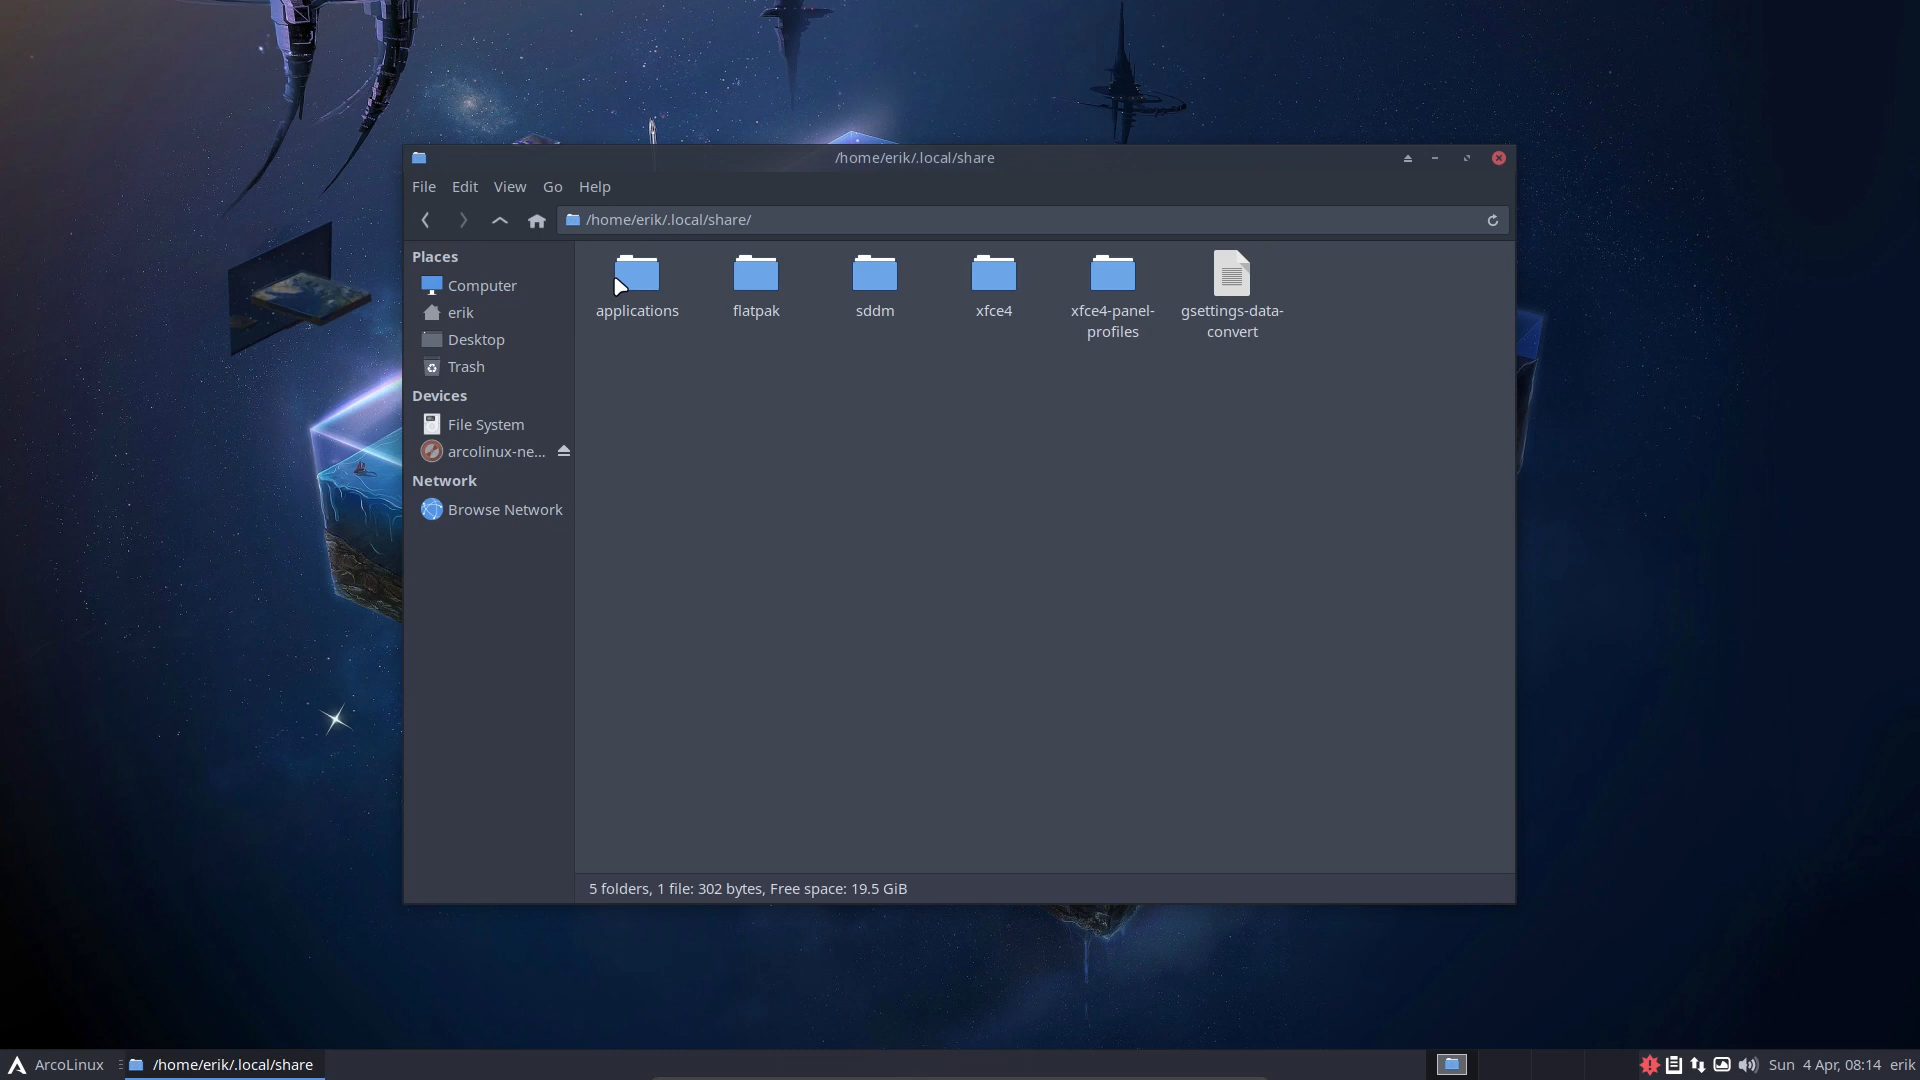 /home/erik/.local/share
File Edit View Go Help
/home/erik/.local/share/
Places
Computer
erik
Desktop
Trash
Devices
File System
arcolinux-ne...
Network
Browse Network
applications
flatpak
sddm
xfce4
xfce4-panel-
profiles
gsettings-data-
convert
5 folders, 1 file: 302 bytes, Free space: 19.5 GiB
ArcoLinux
/home/erik/.local/share
Sun 4 Apr, 08:14 erik